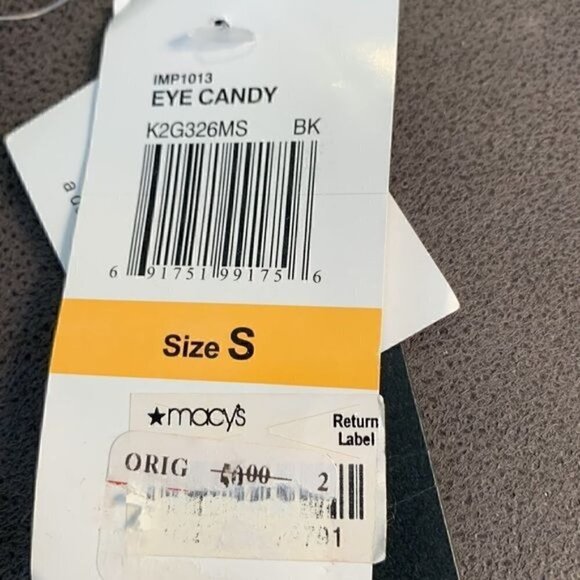 IMP1013
EYE CANDY
K2G326MS BK
6 91751 99175 6
Size S
★macy's
Return
Label
ORIG 2